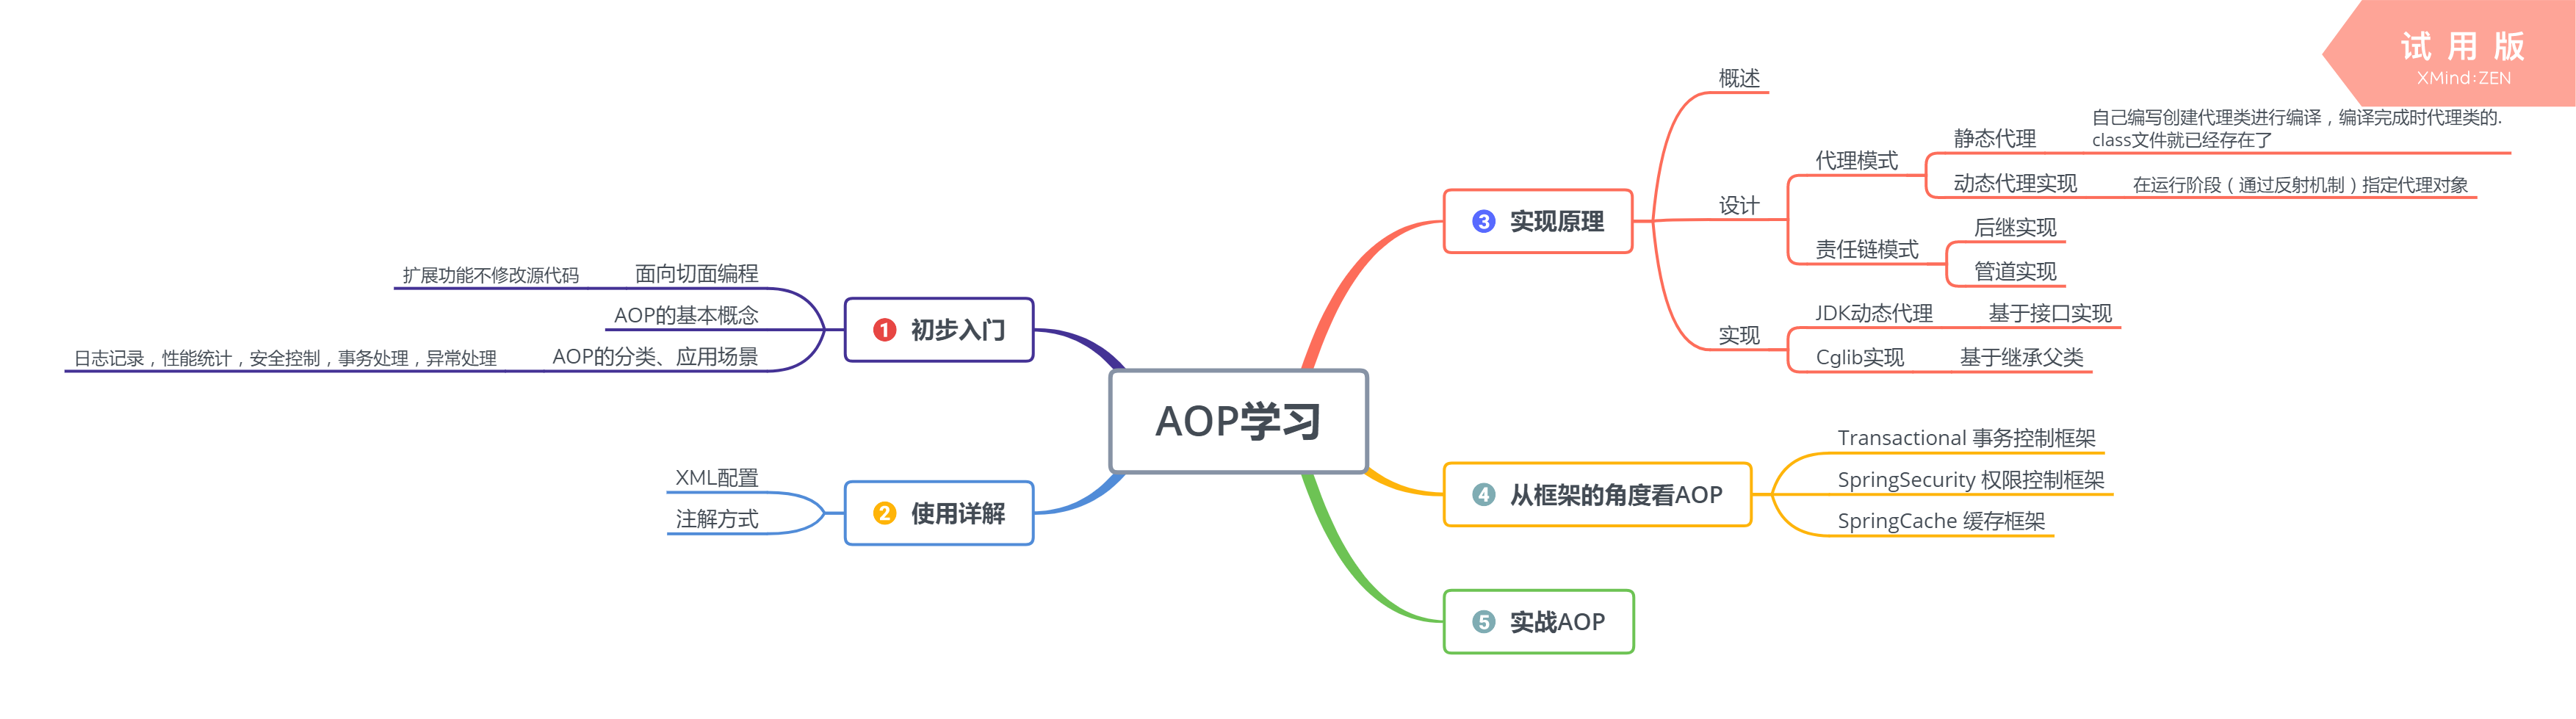 试用版
XMind:ZEN
AOP学习
1 初步入门
面向切面编程
扩展功能不修改源代码
AOP的基本概念
AOP的分类、应用场景
日志记录，性能统计，安全控制，事务处理，异常处理
2 使用详解
XML配置
注解方式
3 实现原理
概述
设计
代理模式
静态代理
自己编写创建代理类进行编译，编译完成时代理类的.
class文件就已经存在了
动态代理实现
在运行阶段（通过反射机制）指定代理对象
责任链模式
后继实现
管道实现
实现
JDK动态代理
基于接口实现
Cglib实现
基于继承父类
4 从框架的角度看AOP
Transactional 事务控制框架
SpringSecurity 权限控制框架
SpringCache 缓存框架
5 实战AOP